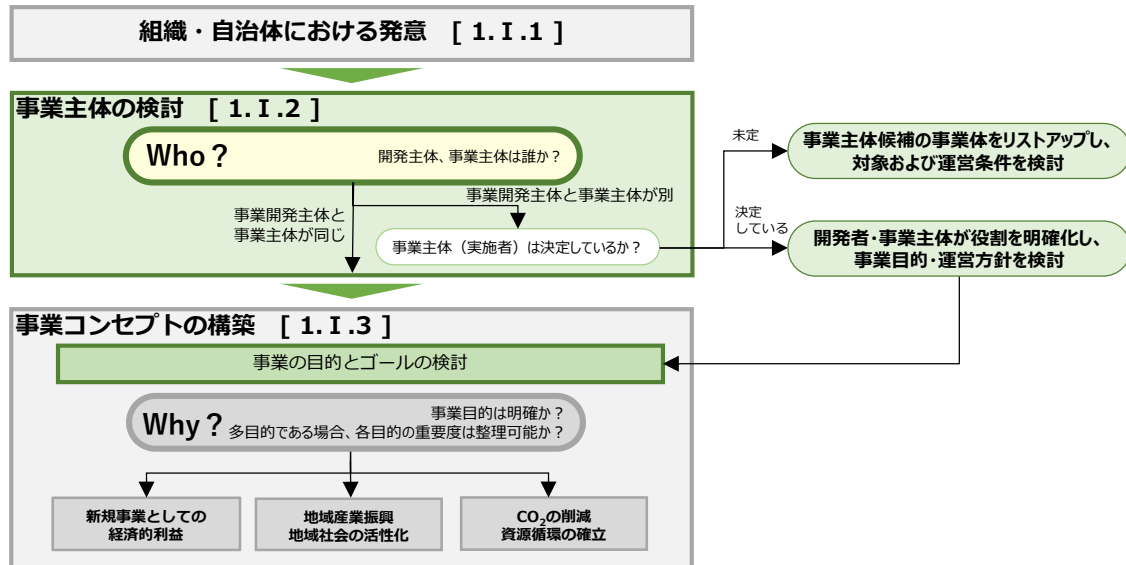 組織・自治体における発意 [ 1.Ⅰ.1 ]
事業主体の検討 [ 1.Ⅰ.2 ]
Who？ 開発主体、事業主体は誰か？
事業開発主体と事業主体が別
事業開発主体と
事業主体が同じ
事業主体（実施者）は決定しているか？
未定
事業主体候補の事業体をリストアップし、
対象および運営条件を検討
決定
している
開発者・事業主体が役割を明確化し、
事業目的・運営方針を検討
事業コンセプトの構築 [ 1.Ⅰ.3 ]
事業の目的とゴールの検討
Why？ 事業目的は明確か？
多目的である場合、各目的の重要度は整理可能か？
新規事業としての
経済的利益
地域産業振興
地域社会の活性化
CO₂の削減
資源循環の確立